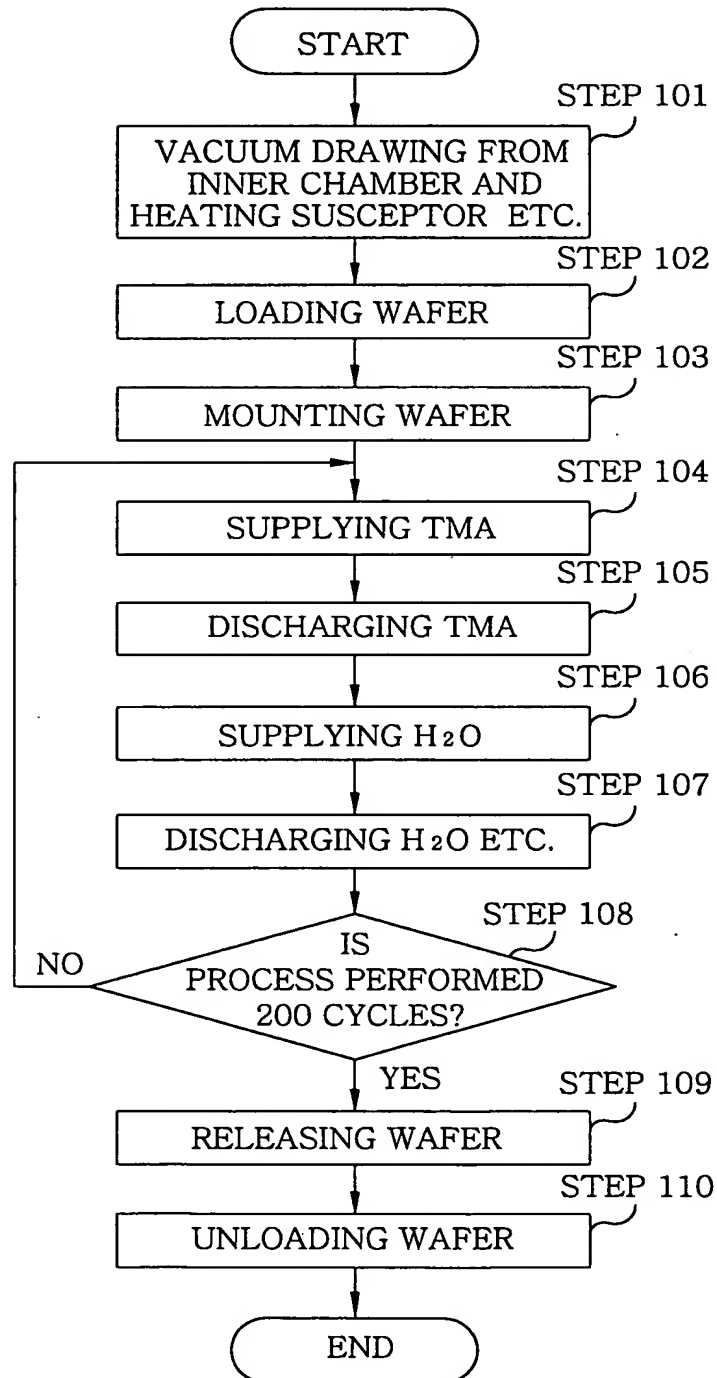 START
STEP 101
VACUUM DRAWING FROM
INNER CHAMBER AND
HEATING SUSCEPTOR ETC.
STEP 102
LOADING WAFER
STEP 103
MOUNTING WAFER
STEP 104
SUPPLYING TMA
STEP 105
DISCHARGING TMA
STEP 106
SUPPLYING H2O
STEP 107
DISCHARGING H2O ETC.
STEP 108
IS
PROCESS PERFORMED
200 CYCLES?
NO
YES
STEP 109
RELEASING WAFER
STEP 110
UNLOADING WAFER
END